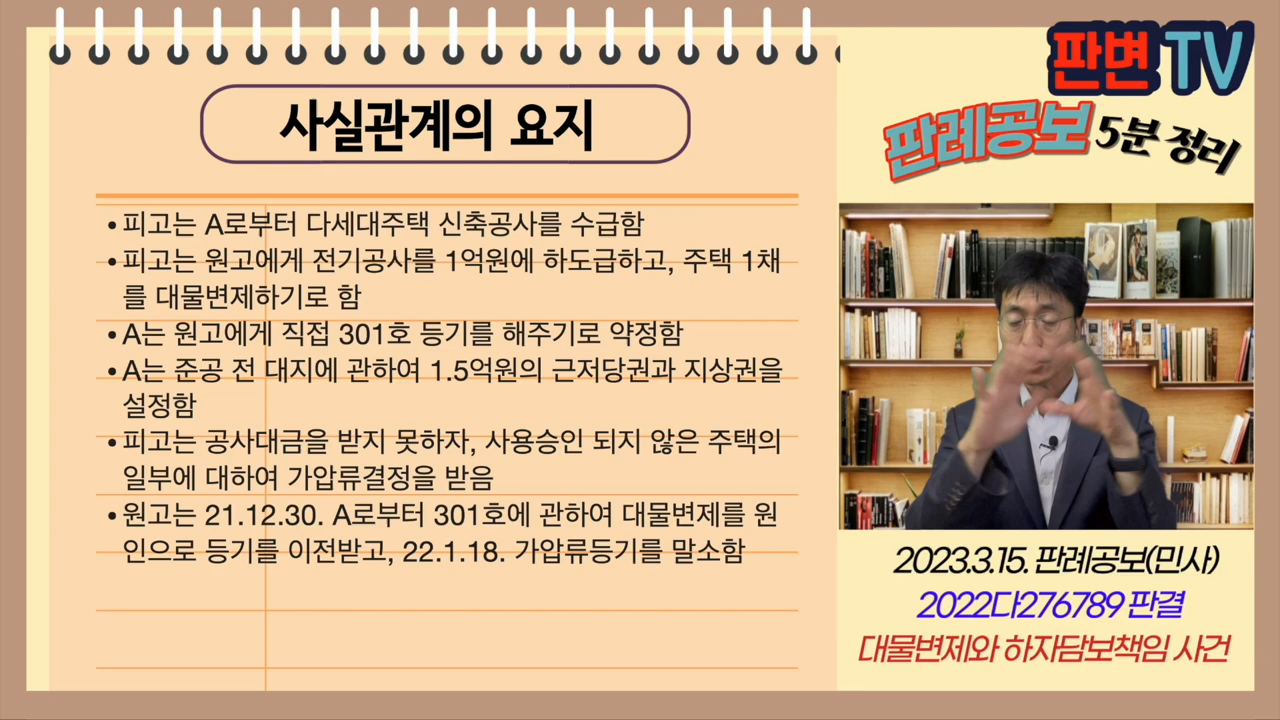 사실관계의 요지
• 피고는 A로부터 다세대주택 신축공사를 수급함
• 피고는 원고에게 전기공사를 1억원에 하도급하고, 주택 1채
를 대물변제하기로 함
• A는 원고에게 직접 301호 등기를 해주기로 약정함
• A는 준공 전 대지에 관하여 1.5억원의 근저당권과 지상권을
설정함
• 피고는 공사대금을 받지 못하자, 사용승인 되지 않은 주택의
일부에 대하여 가압류결정을 받음
• 원고는 21.12.30. A로부터 301호에 관하여 대물변제를 원
인으로 등기를 이전받고, 22.1.18. 가압류등기를 말소함
판변 TV
판례공보 5분 정리
2023.3.15. 판례공보(민사)
2022다276789 판결
대물변제와 하자담보책임 사건